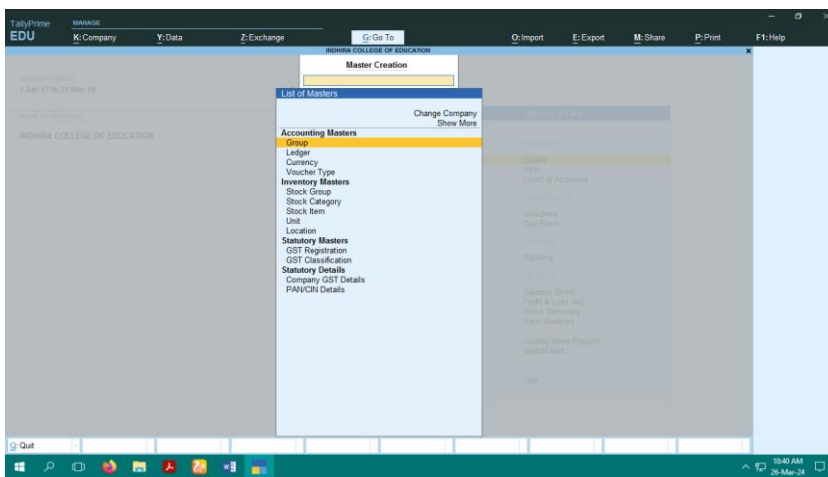 TallyPrime
EDU
MANAGE
K: Company
Y: Data
Z: Exchange
G: Go To
O: Import
E: Export
M: Share
P: Print
F1: Help
INDHIRA COLLEGE OF EDUCATION
Master Creation
List of Masters
Change Company
Show More
Accounting Masters
Group
Ledger
Currency
Voucher Type
Inventory Masters
Stock Group
Stock Category
Stock Item
Unit
Location
Statutory Masters
GST Registration
GST Classification
Statutory Details
Company GST Details
PAN/CIN Details
INDHIRA COLLEGE OF EDUCATION
Create
Alter
Chart of Accounts
Vouchers
Day Book
Banking
Balance Sheet
Profit & Loss A/c
Stock Summary
Ratio Analysis
Display More Reports
Dashboard
Quit
Q: Quit
10:40 AM
26-Mar-24